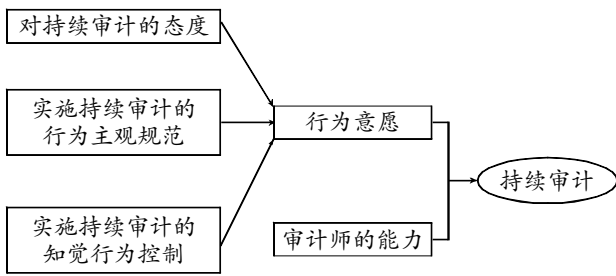 对持续审计的态度
实施持续审计的
行为主观规范
实施持续审计的
知觉行为控制
行为意愿
审计师的能力
持续审计